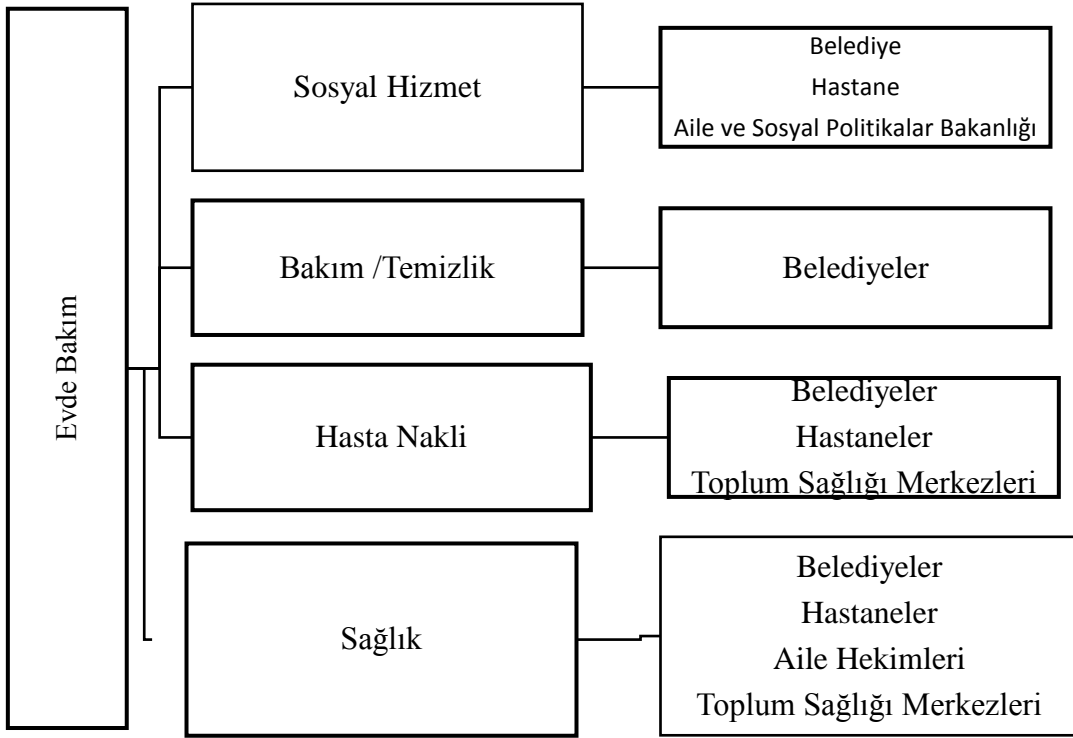 Evde Bakım
Sosyal Hizmet
Belediye
Hastane
Aile ve Sosyal Politikalar Bakanlığı
Bakım /Temizlik
Belediyeler
Hasta Nakli
Belediyeler
Hastaneler
Toplum Sağlığı Merkezleri
Sağlık
Belediyeler
Hastaneler
Aile Hekimleri
Toplum Sağlığı Merkezleri